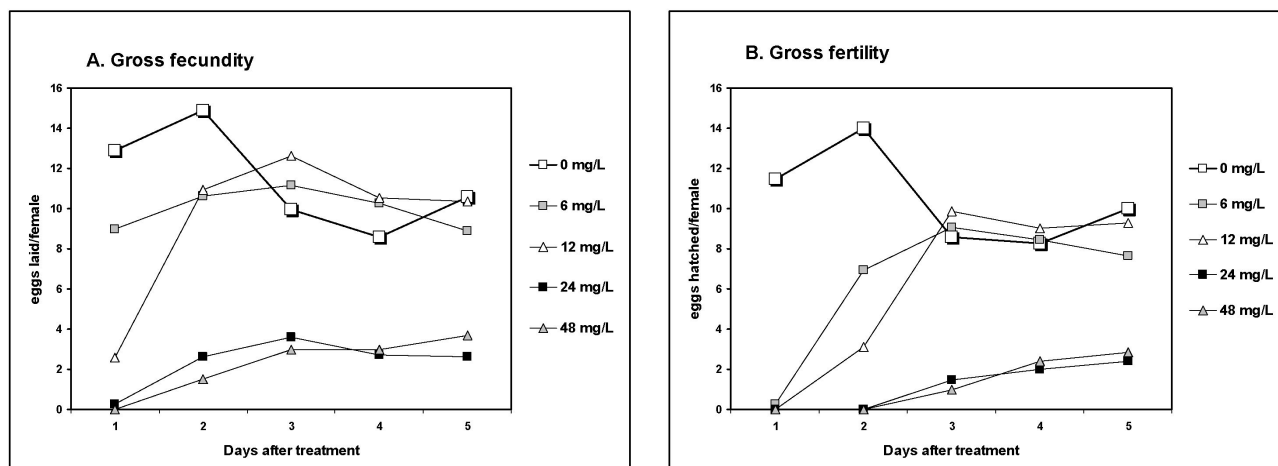 A. Gross fecundity
eggs laid/female
16
14
12
10
8
6
4
2
0
1 2 3 4 5
Days after treatment
0 mg/L
6 mg/L
12 mg/L
24 mg/L
48 mg/L
B. Gross fertility
eggs hatched/female
16
14
12
10
8
6
4
2
0
1 2 3 4 5
Days after treatment
0 mg/L
6 mg/L
12 mg/L
24 mg/L
48 mg/L